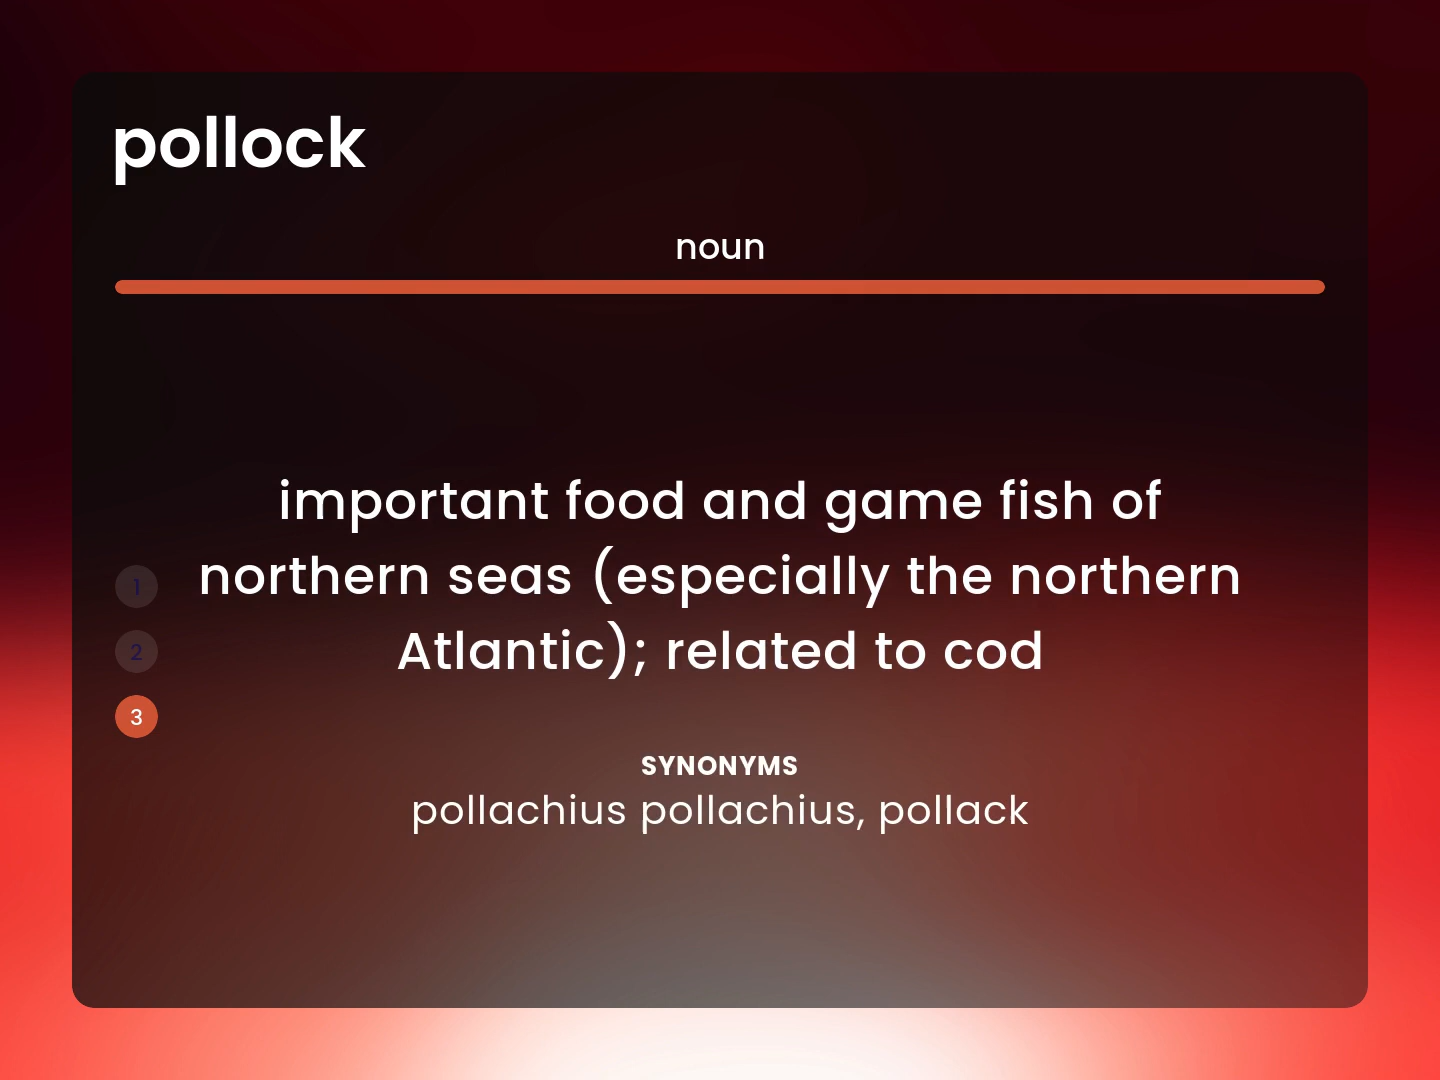 pollock
noun
important food and game fish of
northern seas (especially the northern
Atlantic); related to cod
1
2
3
SYNONYMS
pollachius pollachius, pollack